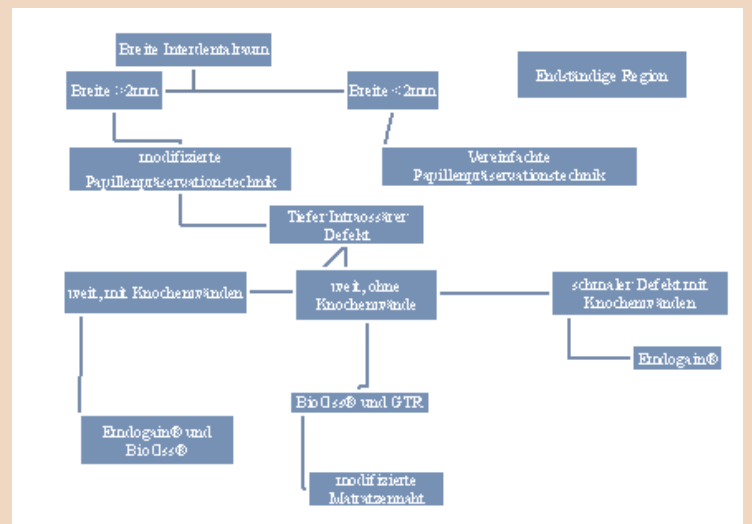 Breite Interdentalraum
Endständige Region
Breite >2mm
Breite <2mm
modifizierte
Papillenpräservationstechnik
Vereinfachte
Papillenpräservationstechnik
Tiefer Intraossärer
Defekt
weit, mit Knochenwänden
weit, ohne
Knochenwände
schmaler Defekt mit
Knochenwänden
Emdogain®
BioOss® und GTR
Emdogain® und
BioOss®
modifizierte
Matratzennaht